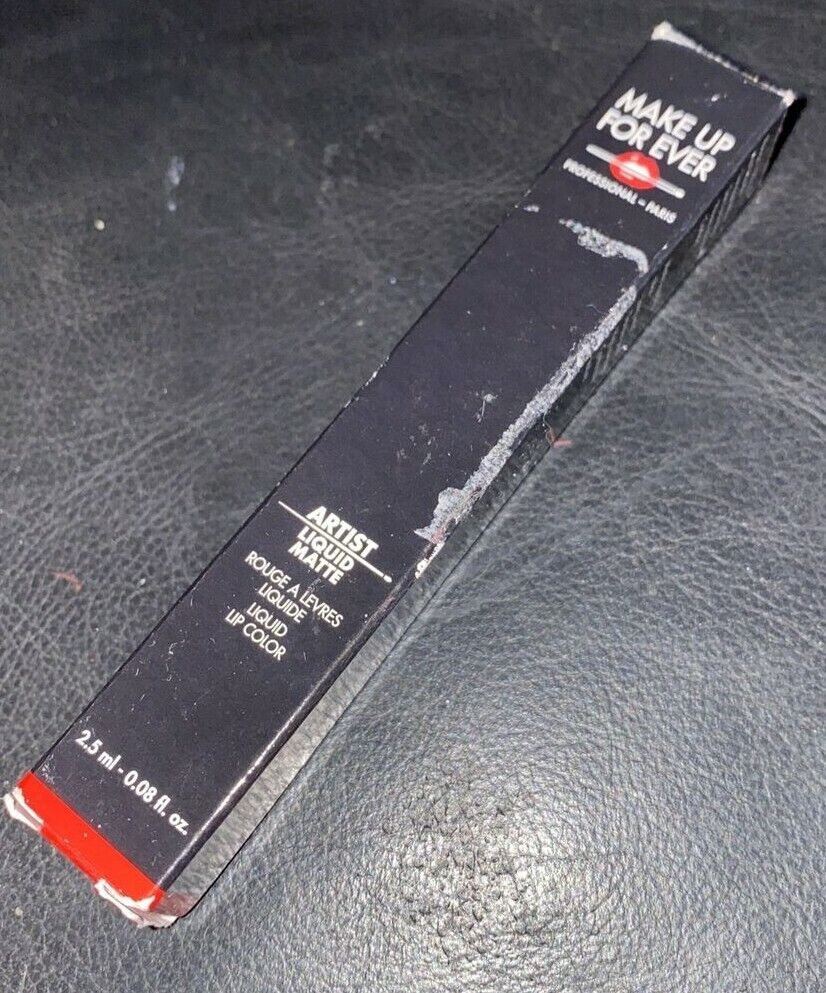 MAKE UP
FOR EVER
PROFESSIONAL - PARIS
ARTIST
LIQUID
MATTE
ROUGE A LEVRES
LIQUIDE
LIQUID
LIP COLOR
2,5 ml - 0.08 fl. oz.